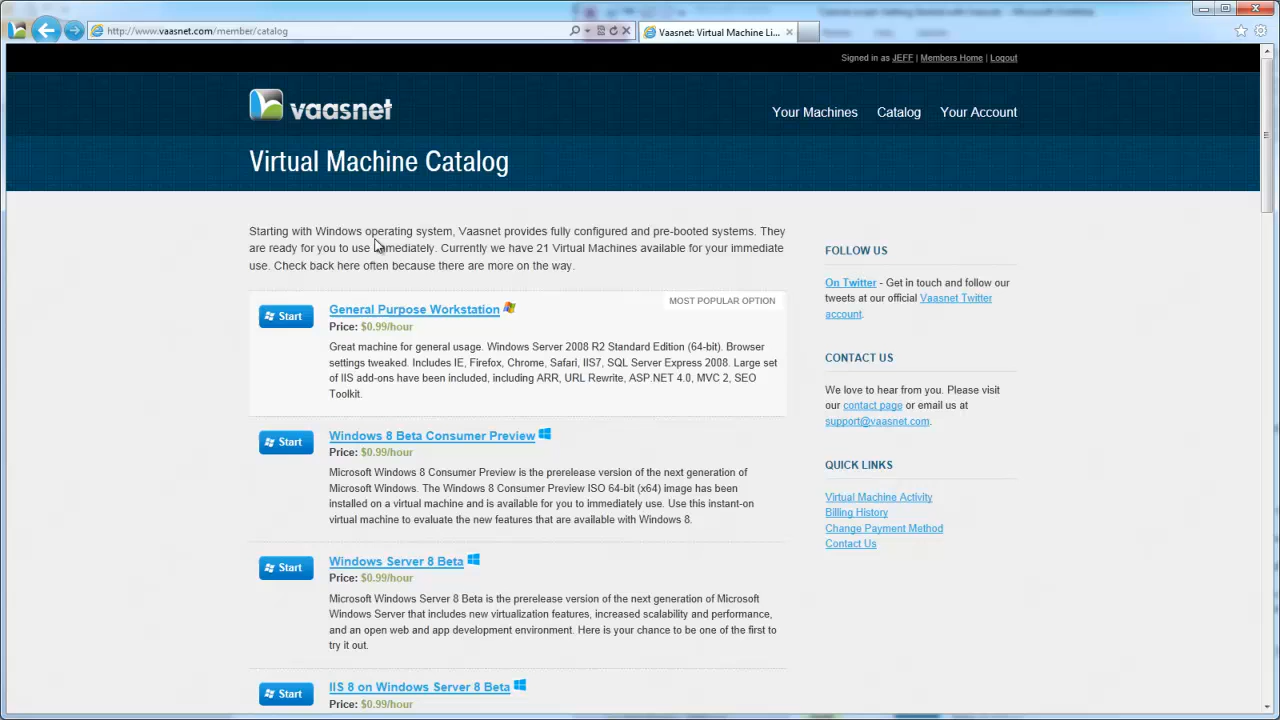 http://www.vaasnet.com/member/catalog
Vaasnet: Virtual Machine Li...
Signed in as JEFF | Members Home | Logout
vaasnet
Your Machines Catalog Your Account
Virtual Machine Catalog
Starting with Windows operating system, Vaasnet provides fully configured and pre-booted systems. They
are ready for you to use immediately. Currently we have 21 Virtual Machines available for your immediate
use. Check back here often because there are more on the way.
MOST POPULAR OPTION
Start
General Purpose Workstation
Price: $0.99/hour
Great machine for general usage. Windows Server 2008 R2 Standard Edition (64-bit). Browser
settings tweaked. Includes IE, Firefox, Chrome, Safari, IIS7, SQL Server Express 2008. Large set
of IIS add-ons have been included, including ARR, URL Rewrite, ASP.NET 4.0, MVC 2, SEO
Toolkit.
Start
Windows 8 Beta Consumer Preview
Price: $0.99/hour
Microsoft Windows 8 Consumer Preview is the prerelease version of the next generation of
Microsoft Windows. The Windows 8 Consumer Preview ISO 64-bit (x64) image has been
installed on a virtual machine and is available for you to immediately use. Use this instant-on
virtual machine to evaluate the new features that are available with Windows 8.
Start
Windows Server 8 Beta
Price: $0.99/hour
Microsoft Windows Server 8 Beta is the prerelease version of the next generation of Microsoft
Windows Server that includes new virtualization features, increased scalability and performance,
and an open web and app development environment. Here is your chance to be one of the first to
try it out.
Start
IIS 8 on Windows Server 8 Beta
Price: $0.99/hour
FOLLOW US
On Twitter - Get in touch and follow our
tweets at our official Vaasnet Twitter
account.
CONTACT US
We love to hear from you. Please visit
our contact page or email us at
support@vaasnet.com.
QUICK LINKS
Virtual Machine Activity
Billing History
Change Payment Method
Contact Us